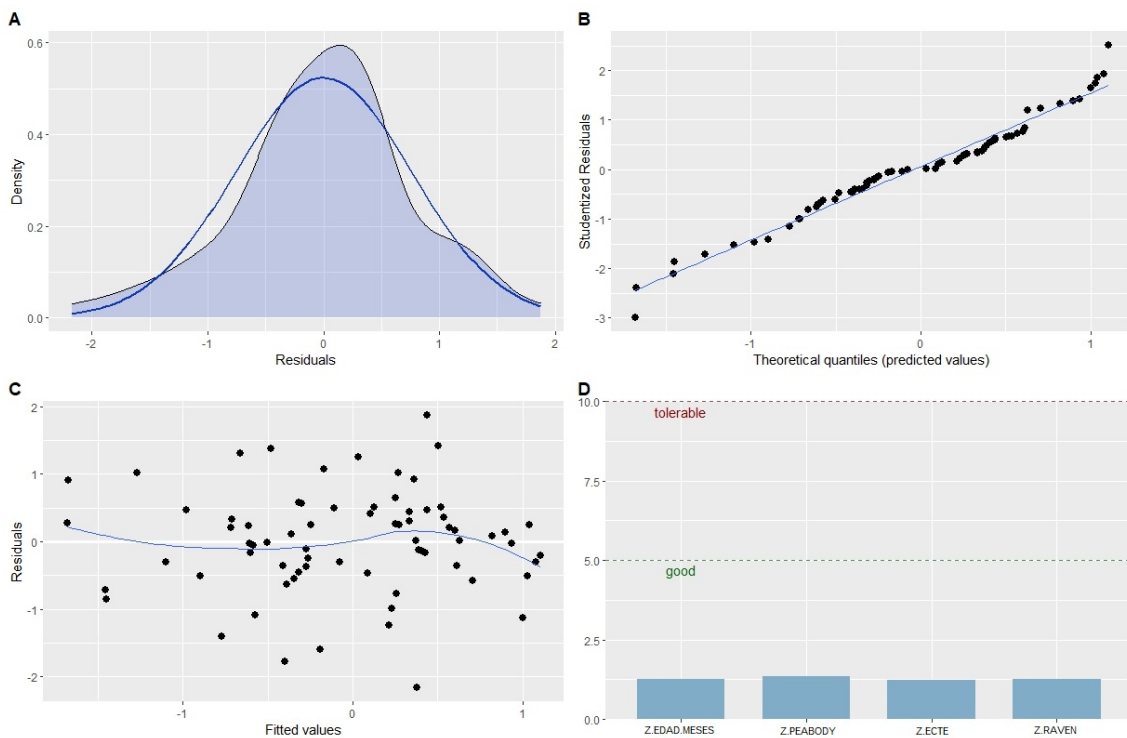 A
0.6
0.4
0.2
0.0
Density
-2
-1
0
1
2
Residuals
B
2
1
0
-1
-2
-3
Studentized Residuals
-1
0
1
Theoretical quantiles (predicted values)
C
2
1
0
-1
-2
Residuals
-1
0
1
Fitted values
D
10.0
7.5
5.0
2.5
0.0
tolerable
good
Z.EDAD.MESES
Z.PEABODY
Z.ECTE
Z.RAVEN